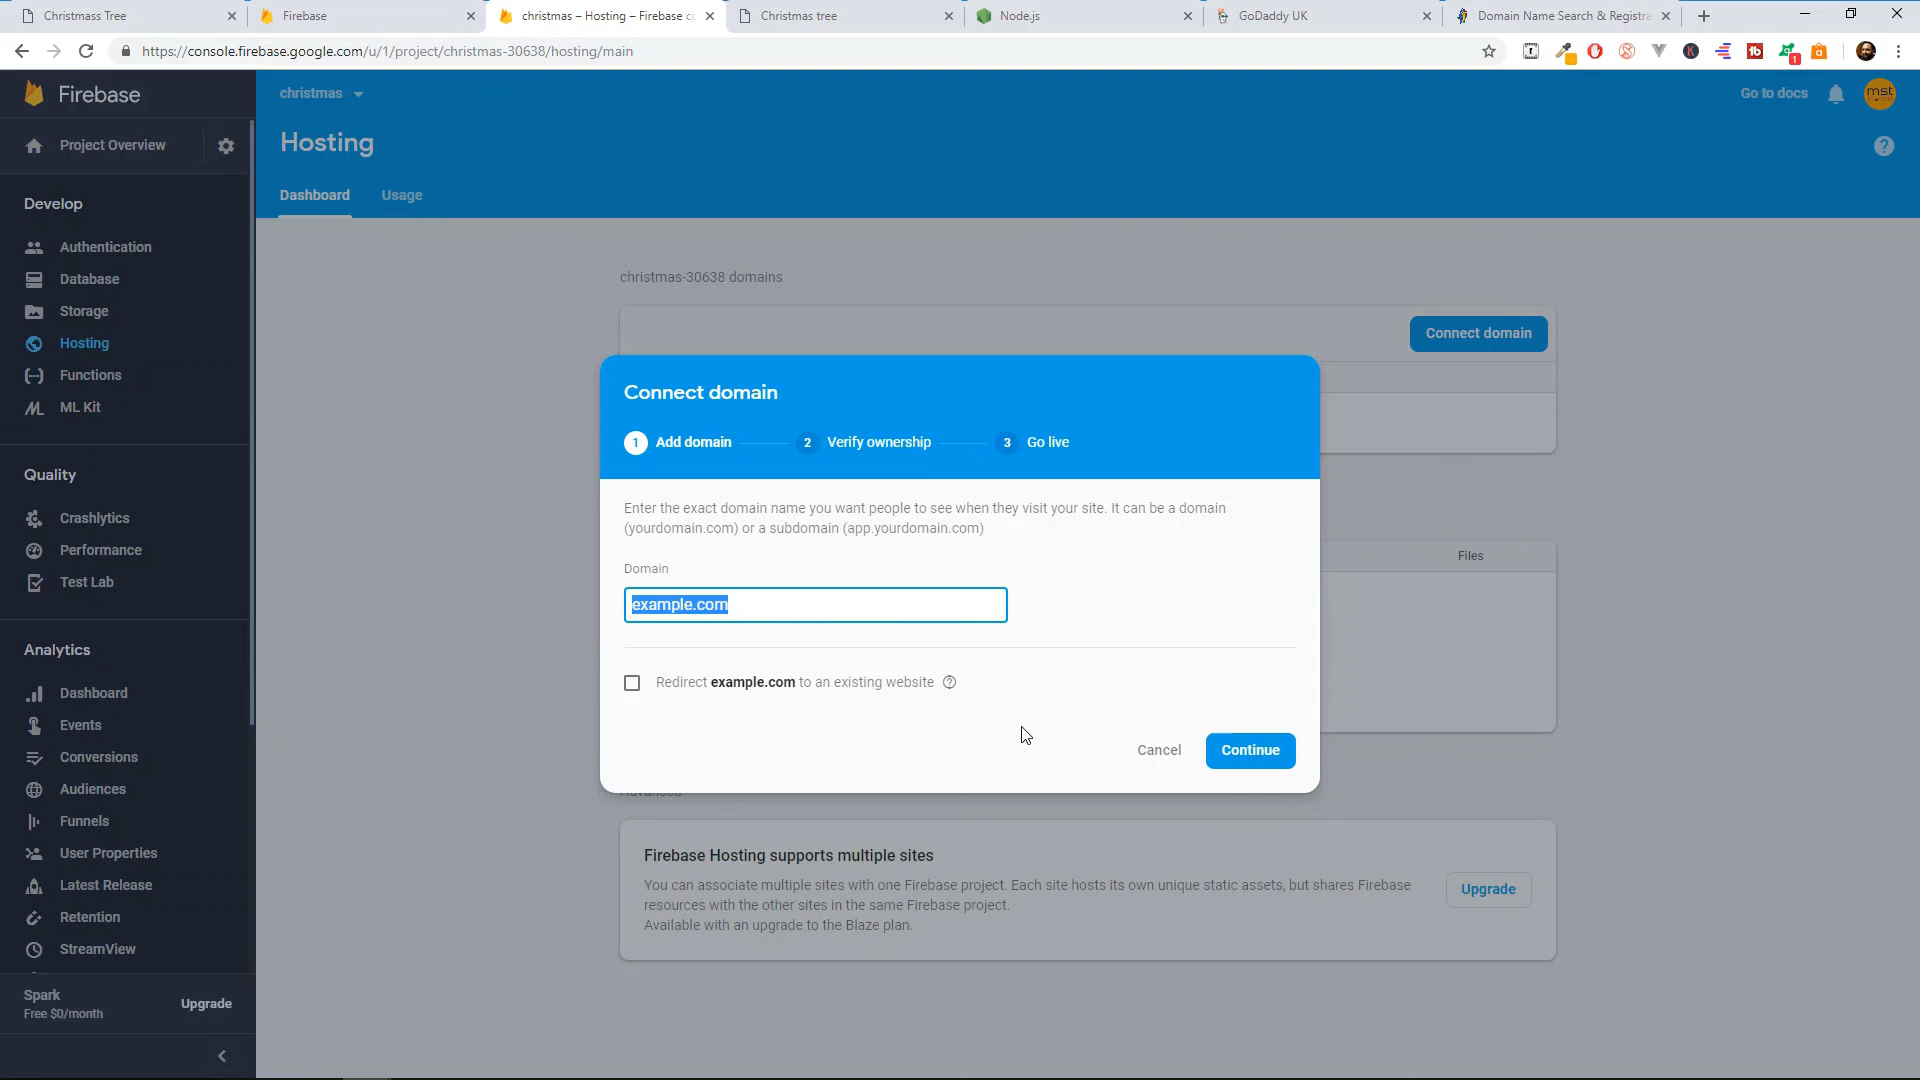 Christmass Tree
Firebase
christmas – Hosting – Firebase co
Christmas tree
Node.js
GoDaddy UK
Domain Name Search & Registra
https://console.firebase.google.com/u/1/project/christmas-30638/hosting/main
Firebase
christmas
Go to docs
mst
Project Overview
Hosting
Dashboard
Usage
Develop
Authentication
Database
Storage
Hosting
Functions
ML Kit
Quality
Crashlytics
Performance
Test Lab
Analytics
Dashboard
Events
Conversions
Audiences
Funnels
User Properties
Latest Release
Retention
StreamView
Spark
Free $0/month
Upgrade
christmas-30638 domains
Connect domain
Connect domain
1 Add domain
2 Verify ownership
3 Go live
Enter the exact domain name you want people to see when they visit your site. It can be a domain
(yourdomain.com) or a subdomain (app.yourdomain.com)
Domain
example.com
Redirect example.com to an existing website
Cancel
Continue
Files
Advanced
Firebase Hosting supports multiple sites
You can associate multiple sites with one Firebase project. Each site hosts its own unique static assets, but shares Firebase
resources with the other sites in the same Firebase project.
Available with an upgrade to the Blaze plan.
Upgrade